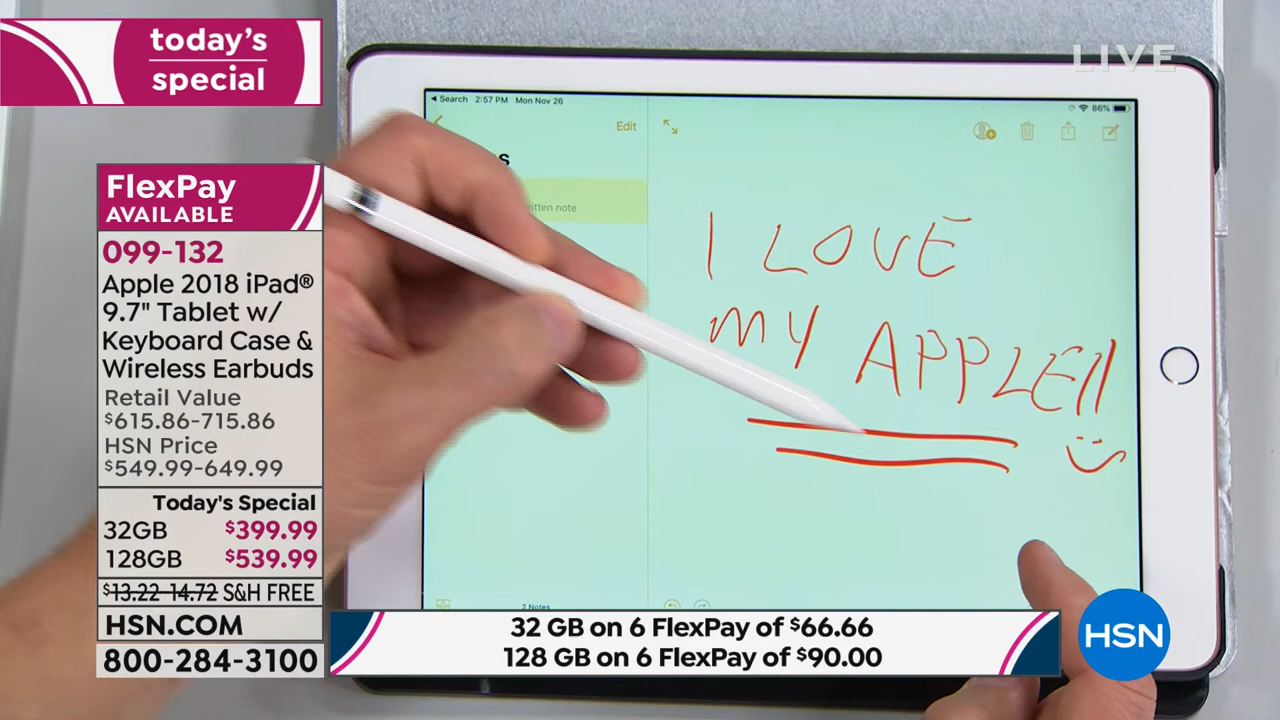 today's
special
LIVE
FlexPay
AVAILABLE
099-132
Apple 2018 iPad®
9.7" Tablet w/
Keyboard Case &
Wireless Earbuds
Retail Value
$615.86-715.86
HSN Price
$549.99-649.99
Today's Special
32GB $399.99
128GB $539.99
$13.22-14.72 S&H FREE
HSN.COM
800-284-3100
Search 2:57 PM Mon Nov 26
86%
Edit
note
I LOVE
MY APPLE!!
2 Notes
32 GB on 6 FlexPay of $66.66
128 GB on 6 FlexPay of $90.00
HSN